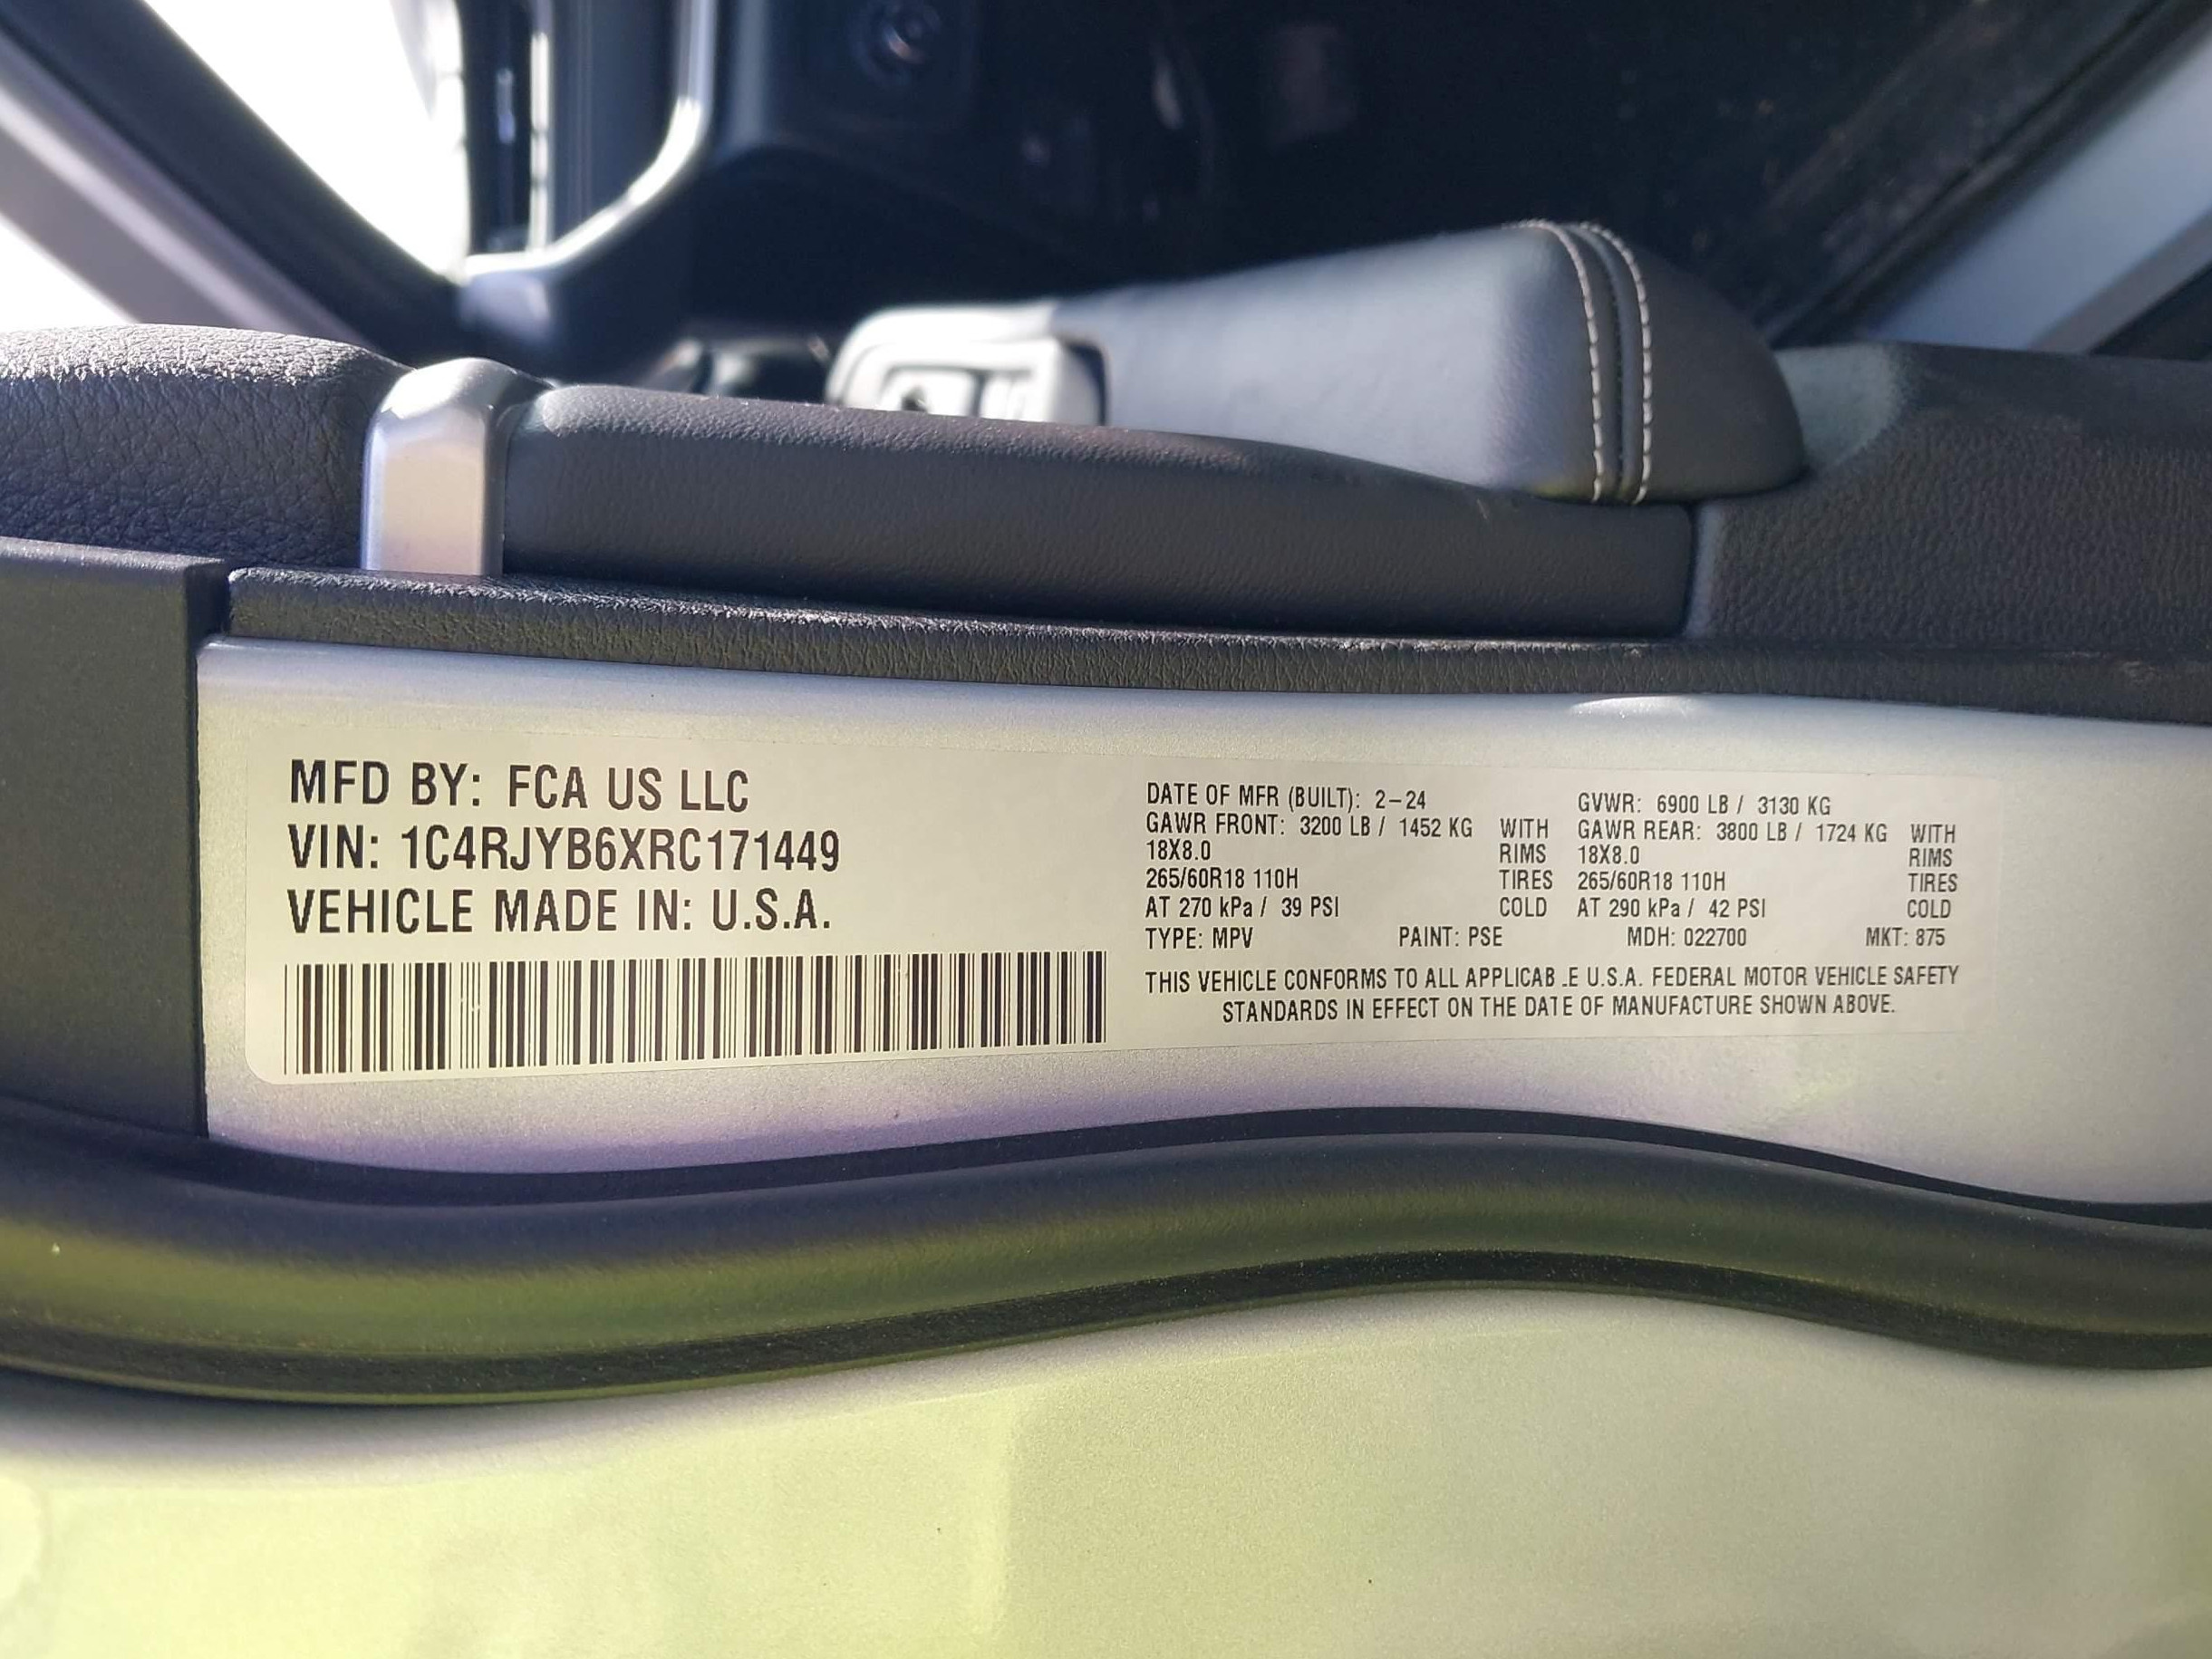 MFD BY: FCA US LLC
VIN: 1C4RJYB6XRC171449
VEHICLE MADE IN: U.S.A.
DATE OF MFR (BUILT): 2-24 GVWR: 6900 LB / 3130 KG
GAWR FRONT: 3200 LB / 1452 KG WITH GAWR REAR: 3800 LB / 1724 KG WITH
18X8.0 RIMS 18X8.0 RIMS
265/60R18 110H TIRES 265/60R18 110H TIRES
AT 270 kPa / 39 PSI COLD AT 290 kPa / 42 PSI COLD
TYPE: MPV PAINT: PSE MDH: 022700 MKT: 875
THIS VEHICLE CONFORMS TO ALL APPLICAB_E U.S.A. FEDERAL MOTOR VEHICLE SAFETY
STANDARDS IN EFFECT ON THE DATE OF MANUFACTURE SHOWN ABOVE.